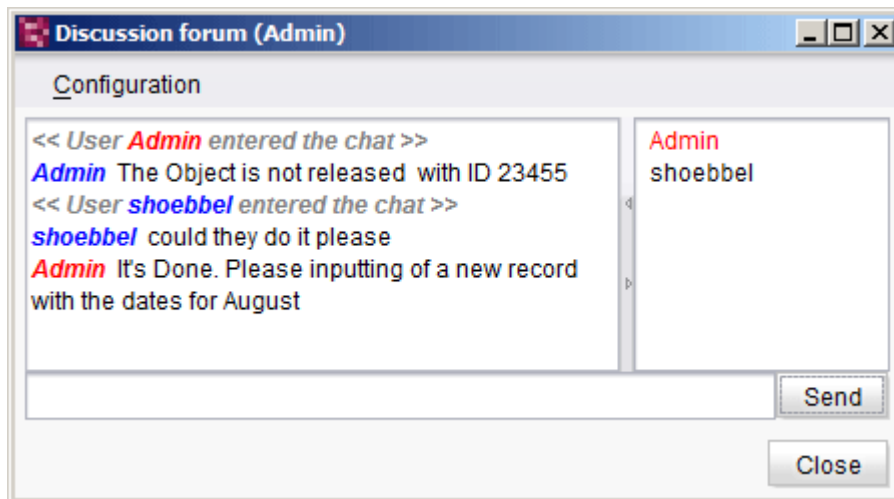 Discussion forum (Admin)
Configuration
<< User Admin entered the chat >>
Admin The Object is not released with ID 23455
<< User shoebbel entered the chat >>
shoebbel could they do it please
Admin It's Done. Please inputting of a new record
with the dates for August
Admin
shoebbel
Send
Close